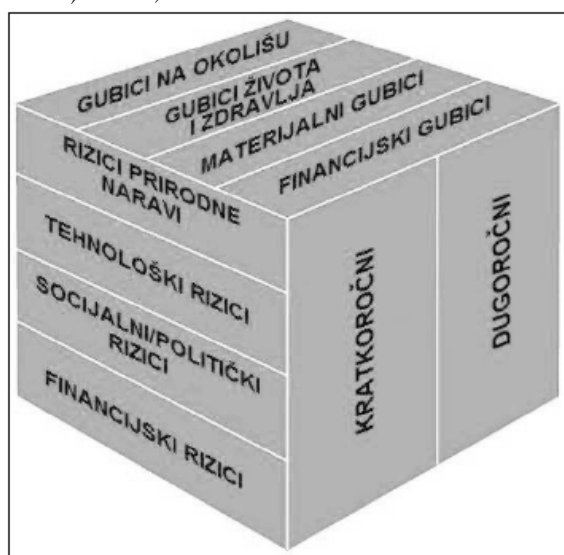 GUBICI NA OKOLIŠU
GUBICI ŽIVOTA
I ZDRAVLJA
MATERIJALNI GUBICI
FINANCIJSKI GUBICI
RIZICI PRIRODNE
NARAVI
TEHNOLOŠKI RIZICI
SOCIJALNI/POLITIČKI
RIZICI
FINANCIJSKI RIZICI
KRATKOROČNI
DUGOROČNI